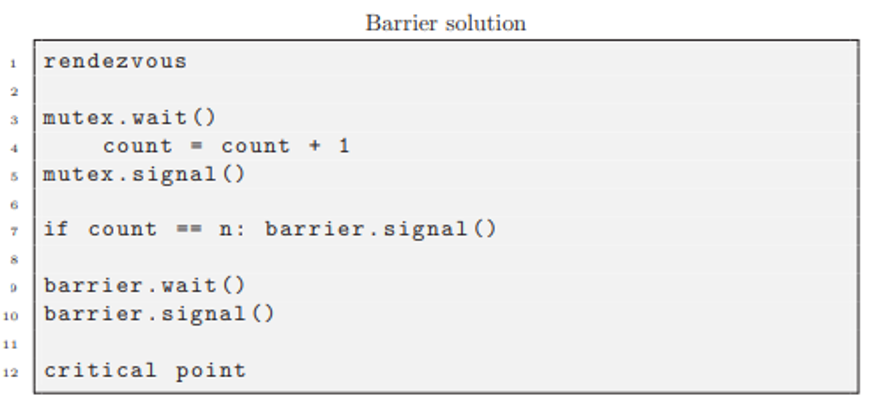 Barrier solution
1 rendezvous
2
3 mutex.wait()
4     count = count + 1
5 mutex.signal()
6
7 if count == n: barrier.signal()
8
9 barrier.wait()
10 barrier.signal()
11
12 critical point